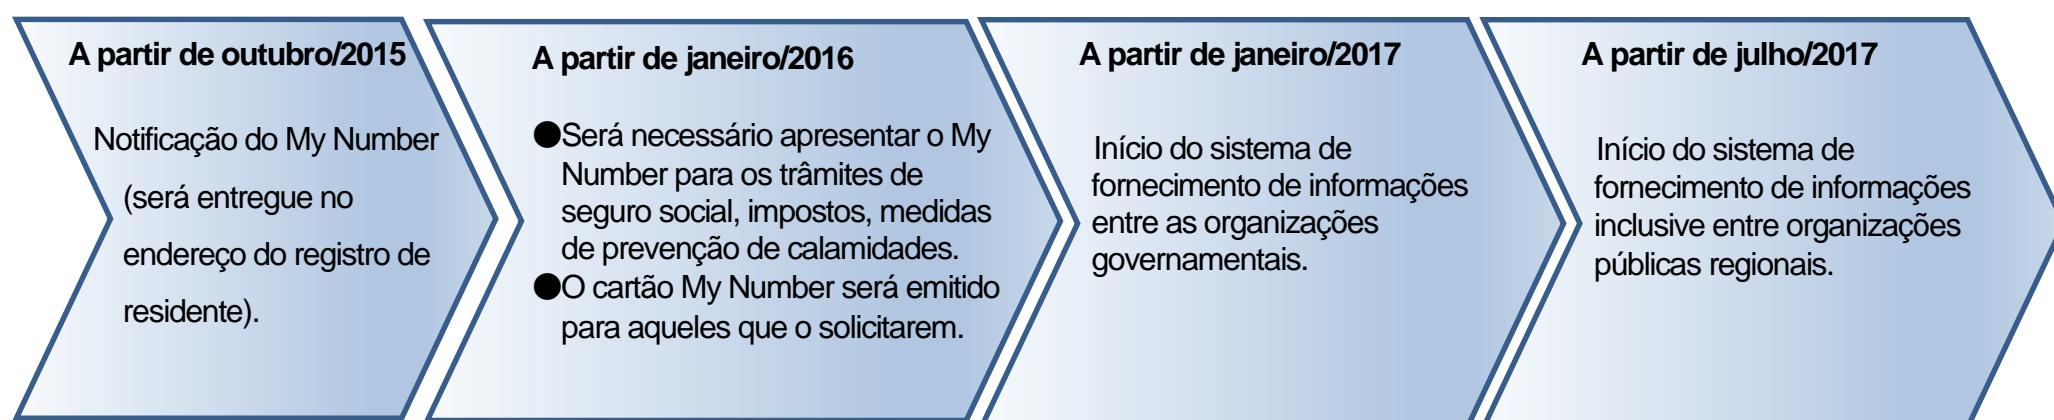 A partir de outubro/2015
Notificação do My Number
(será entregue no
endereço do registro de
residente).
A partir de janeiro/2016
●Será necessário apresentar o My
Number para os trâmites de
seguro social, impostos, medidas
de prevenção de calamidades.
●O cartão My Number será emitido
para aqueles que o solicitarem.
A partir de janeiro/2017
Início do sistema de
fornecimento de informações
entre as organizações
governamentais.
A partir de julho/2017
Início do sistema de
fornecimento de informações
inclusive entre organizações
públicas regionais.